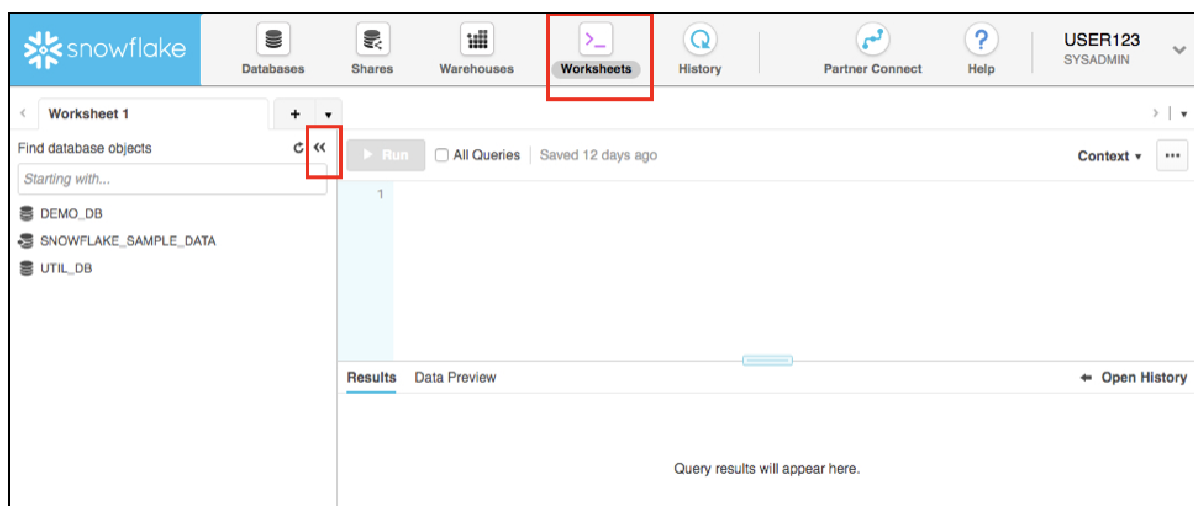 snowflake
Databases Shares Warehouses Worksheets History Partner Connect Help
USER123
SYSADMIN
Worksheet 1
Find database objects
Run All Queries Saved 12 days ago Context
Starting with...
1
DEMO_DB
SNOWFLAKE_SAMPLE_DATA
UTIL_DB
Results Data Preview Open History
Query results will appear here.